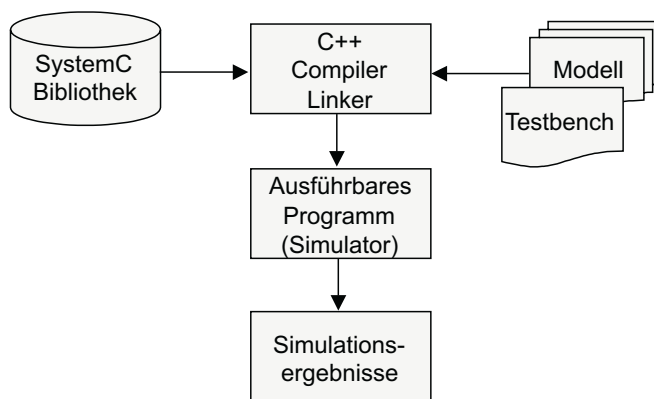 SystemC
Bibliothek
C++
Compiler
Linker
Modell
Testbench
Ausführbares
Programm
(Simulator)
Simulations-
ergebnisse